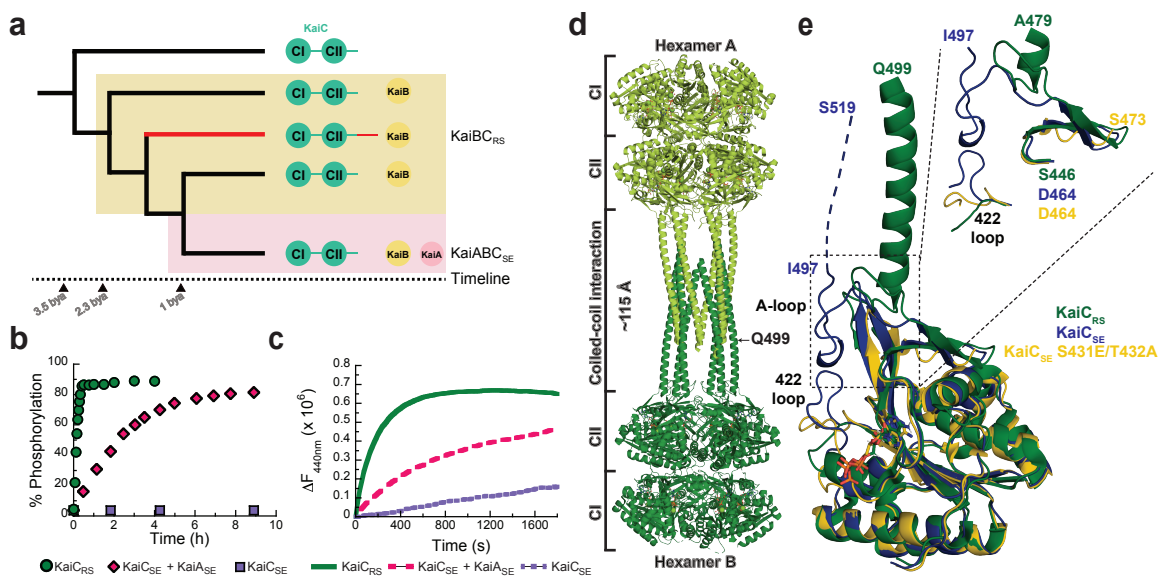 a
KaiC
CI CII
CI CII KaiB
CI CII KaiB
KaiBC_RS
CI CII KaiB
CI CII KaiB KaiA
KaiABC_SE
Timeline
3.5 bya
2.3 bya
1 bya
b
% Phosphorylation
100
80
60
40
20
0
0 2 4 6 8 10
Time (h)
KaiC_RS KaiC_SE + KaiA_SE KaiC_SE
c
ΔF_440nm (x 10^6)
0.8
0.7
0.6
0.5
0.4
0.3
0.2
0.1
0
0 400 800 1200 1600
Time (s)
KaiC_RS KaiC_SE + KaiA_SE KaiC_SE
d
Hexamer A
CI
CII
Coiled-coil interaction
~115 Å
Q499
CII
CI
Hexamer B
e
I497
A479
Q499
S519
S473
S446
D464
D464
422
loop
I497
A-loop
KaiC_RS
KaiC_SE
KaiC_SE S431E/T432A
422
loop